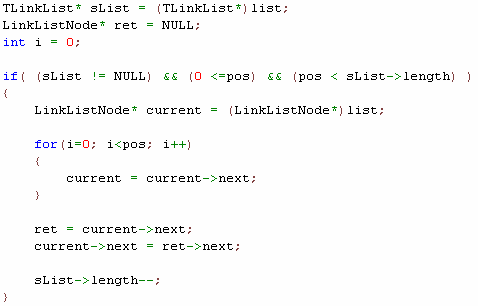 TLinkList* sList = (TLinkList*)list;
LinkListNode* ret = NULL;
int i = 0;
if( (sList != NULL) && (0 <=pos) && (pos < sList->length) )
{
LinkListNode* current = (LinkListNode*)list;
for(i=0; i<pos; i++)
{
current = current->next;
}
ret = current->next;
current->next = ret->next;
sList->length--;
}